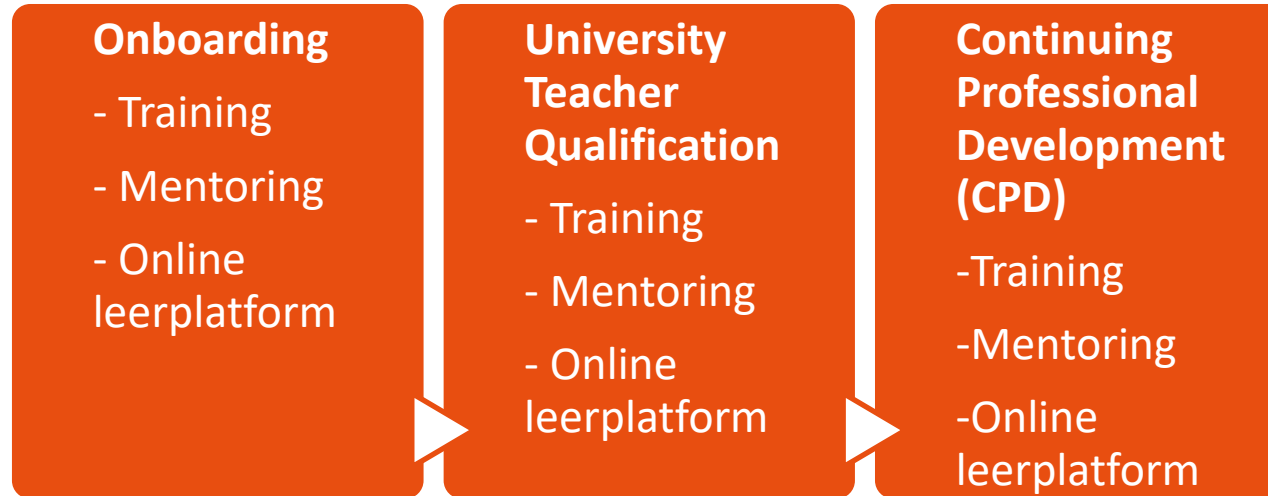 Onboarding
- Training
- Mentoring
- Online
leerplatform
University
Teacher
Qualification
- Training
- Mentoring
- Online
leerplatform
Continuing
Professional
Development
(CPD)
-Training
-Mentoring
-Online
leerplatform